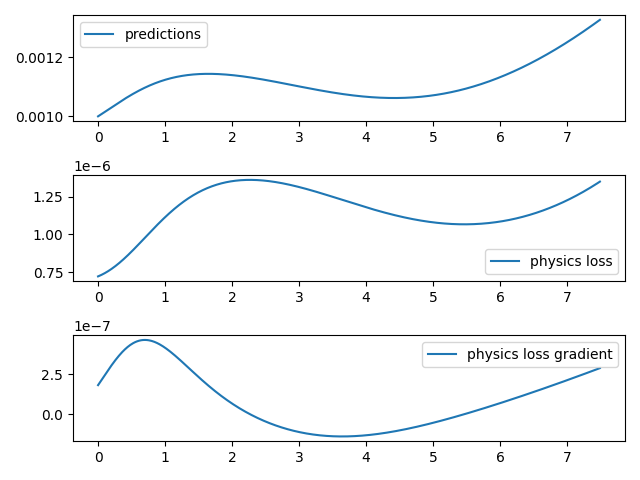 predictions
0.0012
0.0010
0 1 2 3 4 5 6 7
1e−6
1.25
1.00
0.75
physics loss
0 1 2 3 4 5 6 7
1e−7
physics loss gradient
2.5
0.0
0 1 2 3 4 5 6 7